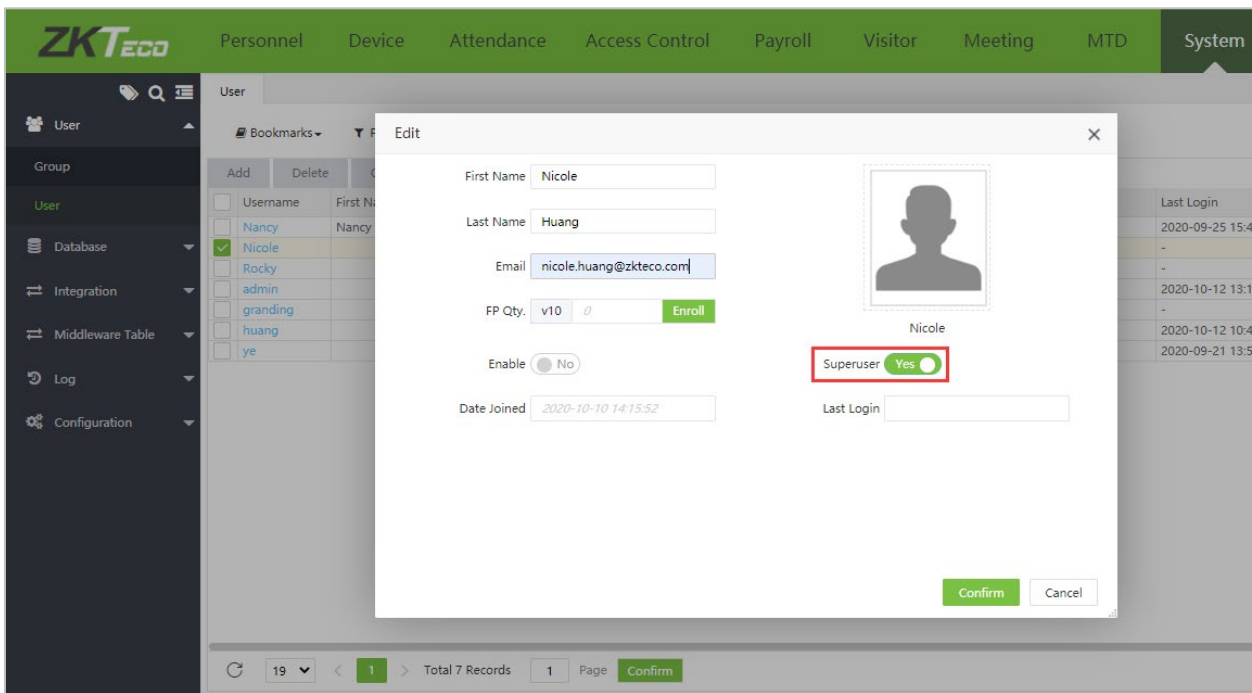 ZKTECO Personnel Device Attendance Access Control Payroll Visitor Meeting MTD System
User
User
Bookmarks
Edit
Group
Add Delete
First Name Nicole
User
Username First Na
Last Login
Nancy Nancy
2020-09-25 15:4
Last Name Huang
Database
Nicole
-
Rocky
-
Email nicole.huang@zkteco.com
Integration
admin
2020-10-12 13:1
granding
-
FP Qty. v10 0 Enroll
huang
2020-10-12 10:4
Nicole
Middleware Table
ye
2020-09-21 13:5
Enable No
Superuser Yes
Log
Date Joined 2020-10-10 14:15:52
Last Login
Configuration
Confirm Cancel
19 < 1 > Total 7 Records 1 Page Confirm